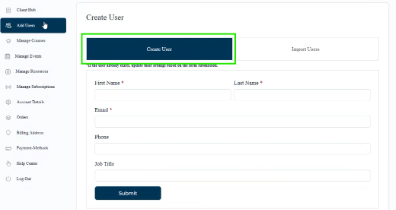 Client Hub
Add Users
Manage Courses
Manage Events
Manage Resources
Manage Subscriptions
Account Details
Orders
Billing Address
Payment Methods
Help Center
Log Out
Create User
Create User
Import Users
First Name *
Last Name *
Email *
Phone
Job Title
Submit